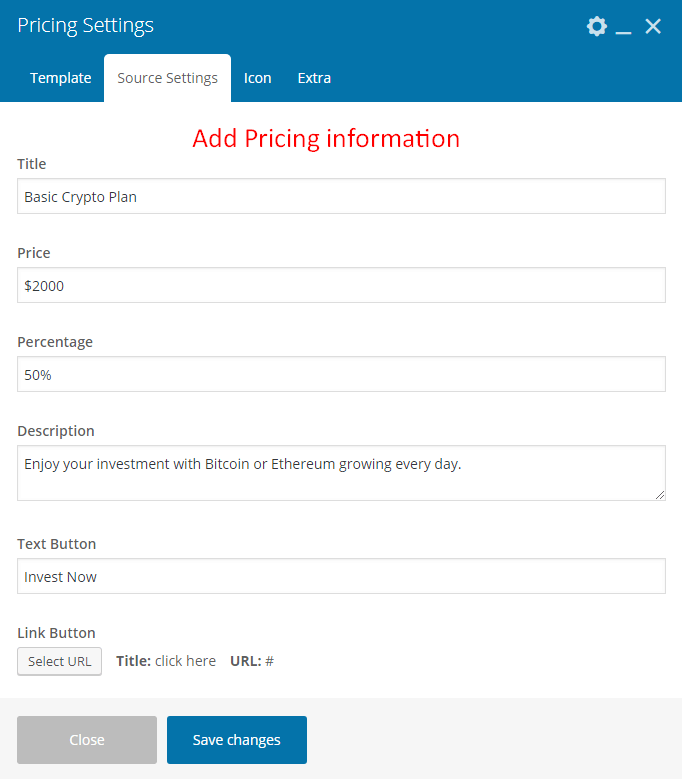 Pricing Settings
Template Source Settings Icon Extra
Add Pricing information
Title
Basic Crypto Plan
Price
$2000
Percentage
50%
Description
Enjoy your investment with Bitcoin or Ethereum growing every day.
Text Button
Invest Now
Link Button
Select URL Title: click here URL: #
Close Save changes